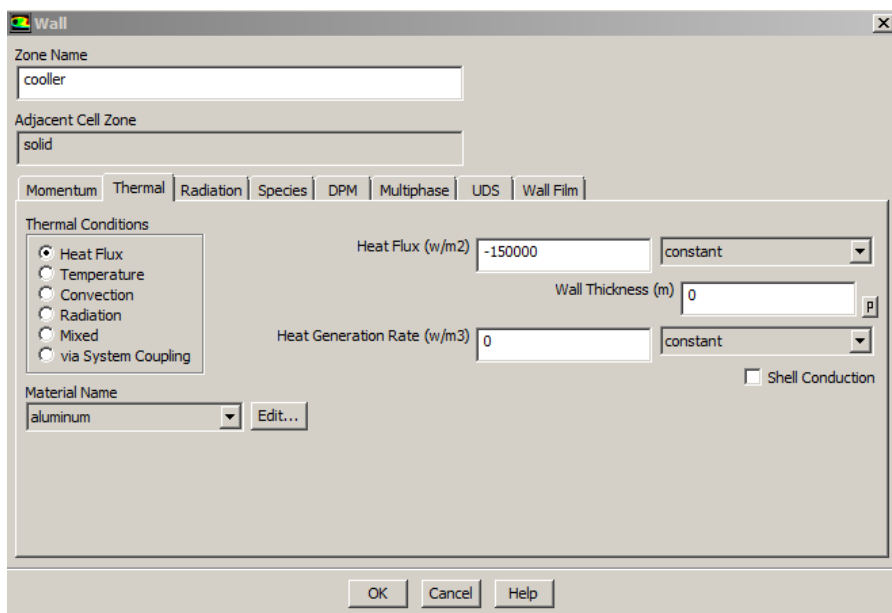 Wall
Zone Name
cooller
Adjacent Cell Zone
solid
Momentum Thermal Radiation Species DPM Multiphase UDS Wall Film
Thermal Conditions
Heat Flux
Temperature
Convection
Radiation
Mixed
via System Coupling
Heat Flux (w/m2) -150000 constant
Wall Thickness (m) 0 P
Heat Generation Rate (w/m3) 0 constant
Shell Conduction
Material Name
aluminum Edit...
OK Cancel Help